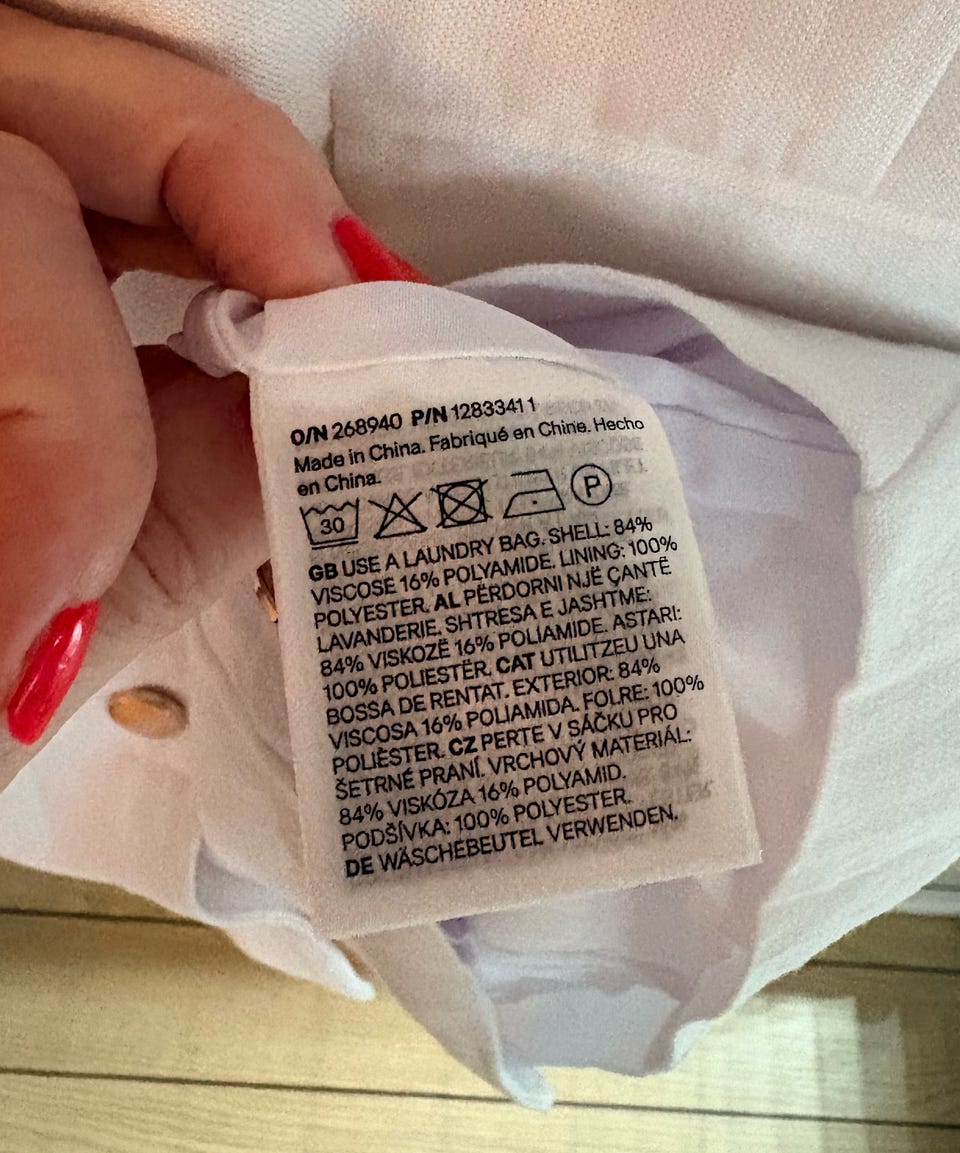 O/N 268940 P/N 12833411
Made in China. Fabriqué en Chine. Hecho
en China.
30 P
GB USE A LAUNDRY BAG. SHELL: 84%
VISCOSE 16% POLYAMIDE. LINING: 100%
POLYESTER. AL PËRDORNI NJË ÇANTË
LAVANDERIE. SHTRESA E JASHTME:
84% VISKOZË 16% POLIAMIDE. ASTARI:
100% POLIESTËR. CAT UTILITZEU UNA
BOSSA DE RENTAT. EXTERIOR: 84%
VISCOSA 16% POLIAMIDA. FOLRE: 100%
POLIÈSTER. CZ PERTE V SÁČKU PRO
ŠETRNÉ PRANÍ. VRCHOVÝ MATERIÁL:
84% VISKÓZA 16% POLYAMID.
PODŠÍVKA: 100% POLYESTER.
DE WÄSCHEBEUTEL VERWENDEN.